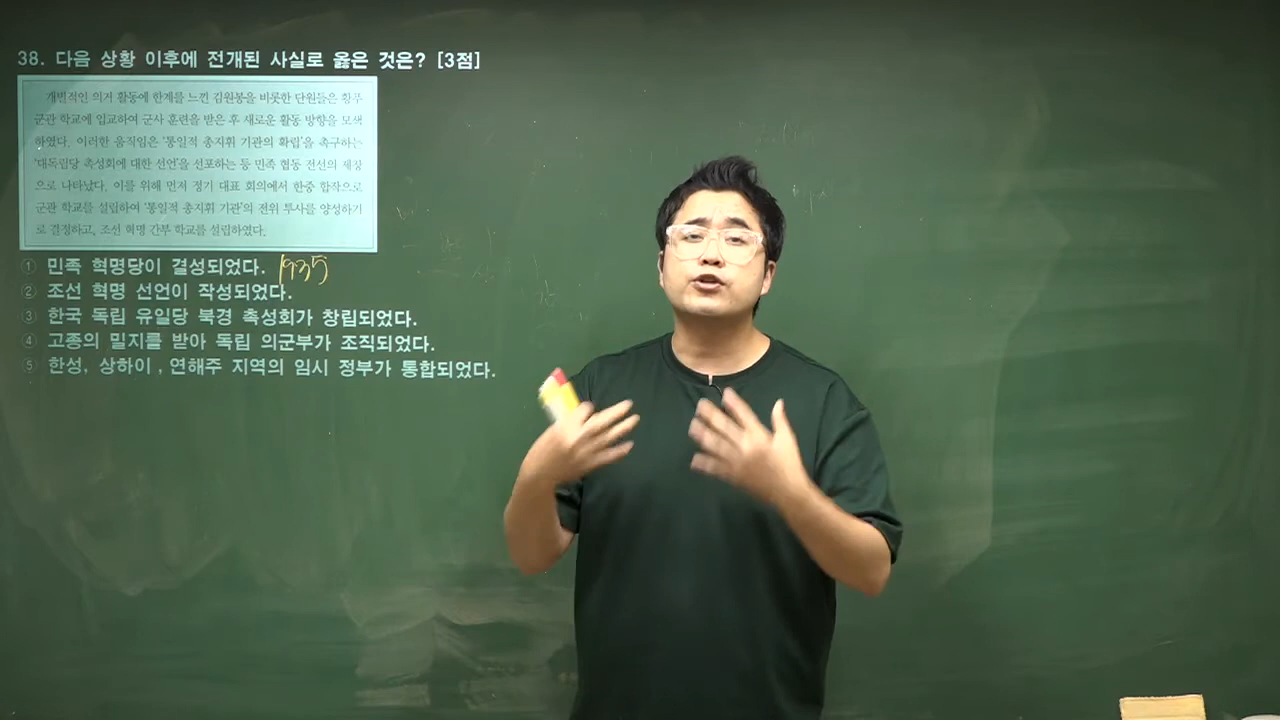 38. 다음 상황 이후에 전개된 사실로 옳은 것은? [3점]
개별적인 의거 활동에 한계를 느낀 김원봉을 비롯한 단원들은 황푸
군관 학교에 입교하여 군사 훈련을 받은 후 새로운 활동 방향을 모색
하였다. 이러한 움직임은 '통일적 총지휘 기관의 확립'을 촉구하는
'대독립당 촉성회에 대한 선언'을 선포하는 등 민족 협동 전선의 제창
으로 나타났다. 이를 위해 먼저 정기 대표 회의에서 한중 합작으로
군관 학교를 설립하여 '통일적 총지휘 기관'의 전위 투사를 양성하기
로 결정하고, 조선 혁명 간부 학교를 설립하였다.
① 민족 혁명당이 결성되었다. 1935
② 조선 혁명 선언이 작성되었다.
③ 한국 독립 유일당 북경 촉성회가 창립되었다.
④ 고종의 밀지를 받아 독립 의군부가 조직되었다.
⑤ 한성, 상하이, 연해주 지역의 임시 정부가 통합되었다.